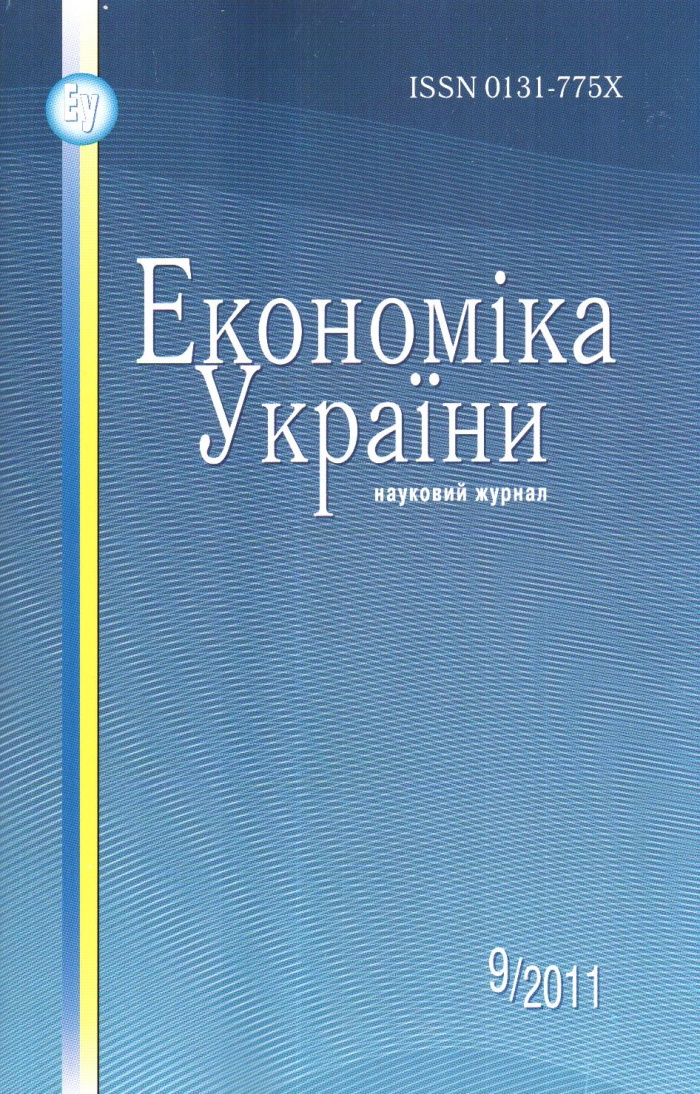 ЕУ
ISSN 0131-775X
Економіка
України
науковий журнал
9/2011